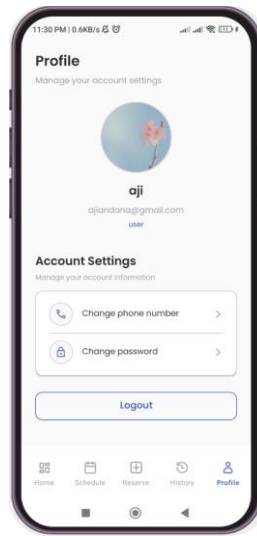 11:30 PM | 0.6KB/s
Profile
Manage your account settings
aji
ajiandana@gmail.com
user
Account Settings
Manage your account information
Change phone number
Change password
Logout
Home Schedule Reserve History Profile